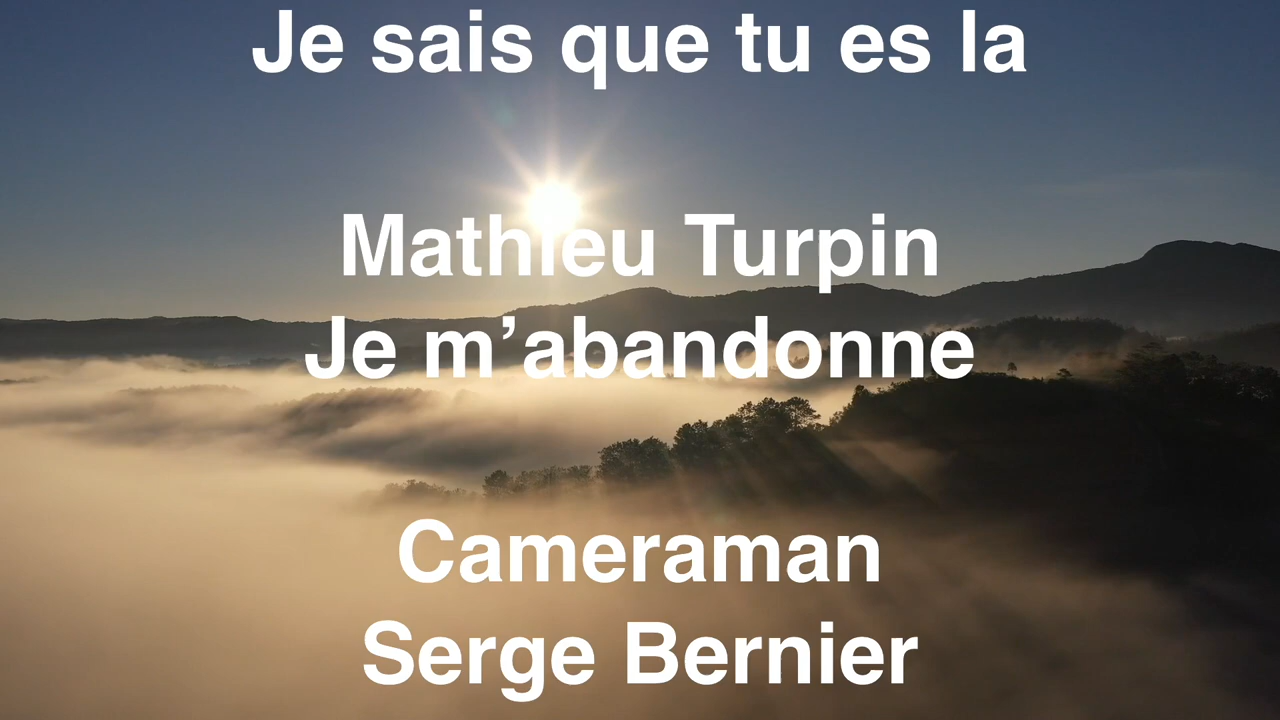 Je sais que tu es la
Mathieu Turpin
Je m’abandonne
Cameraman
Serge Bernier